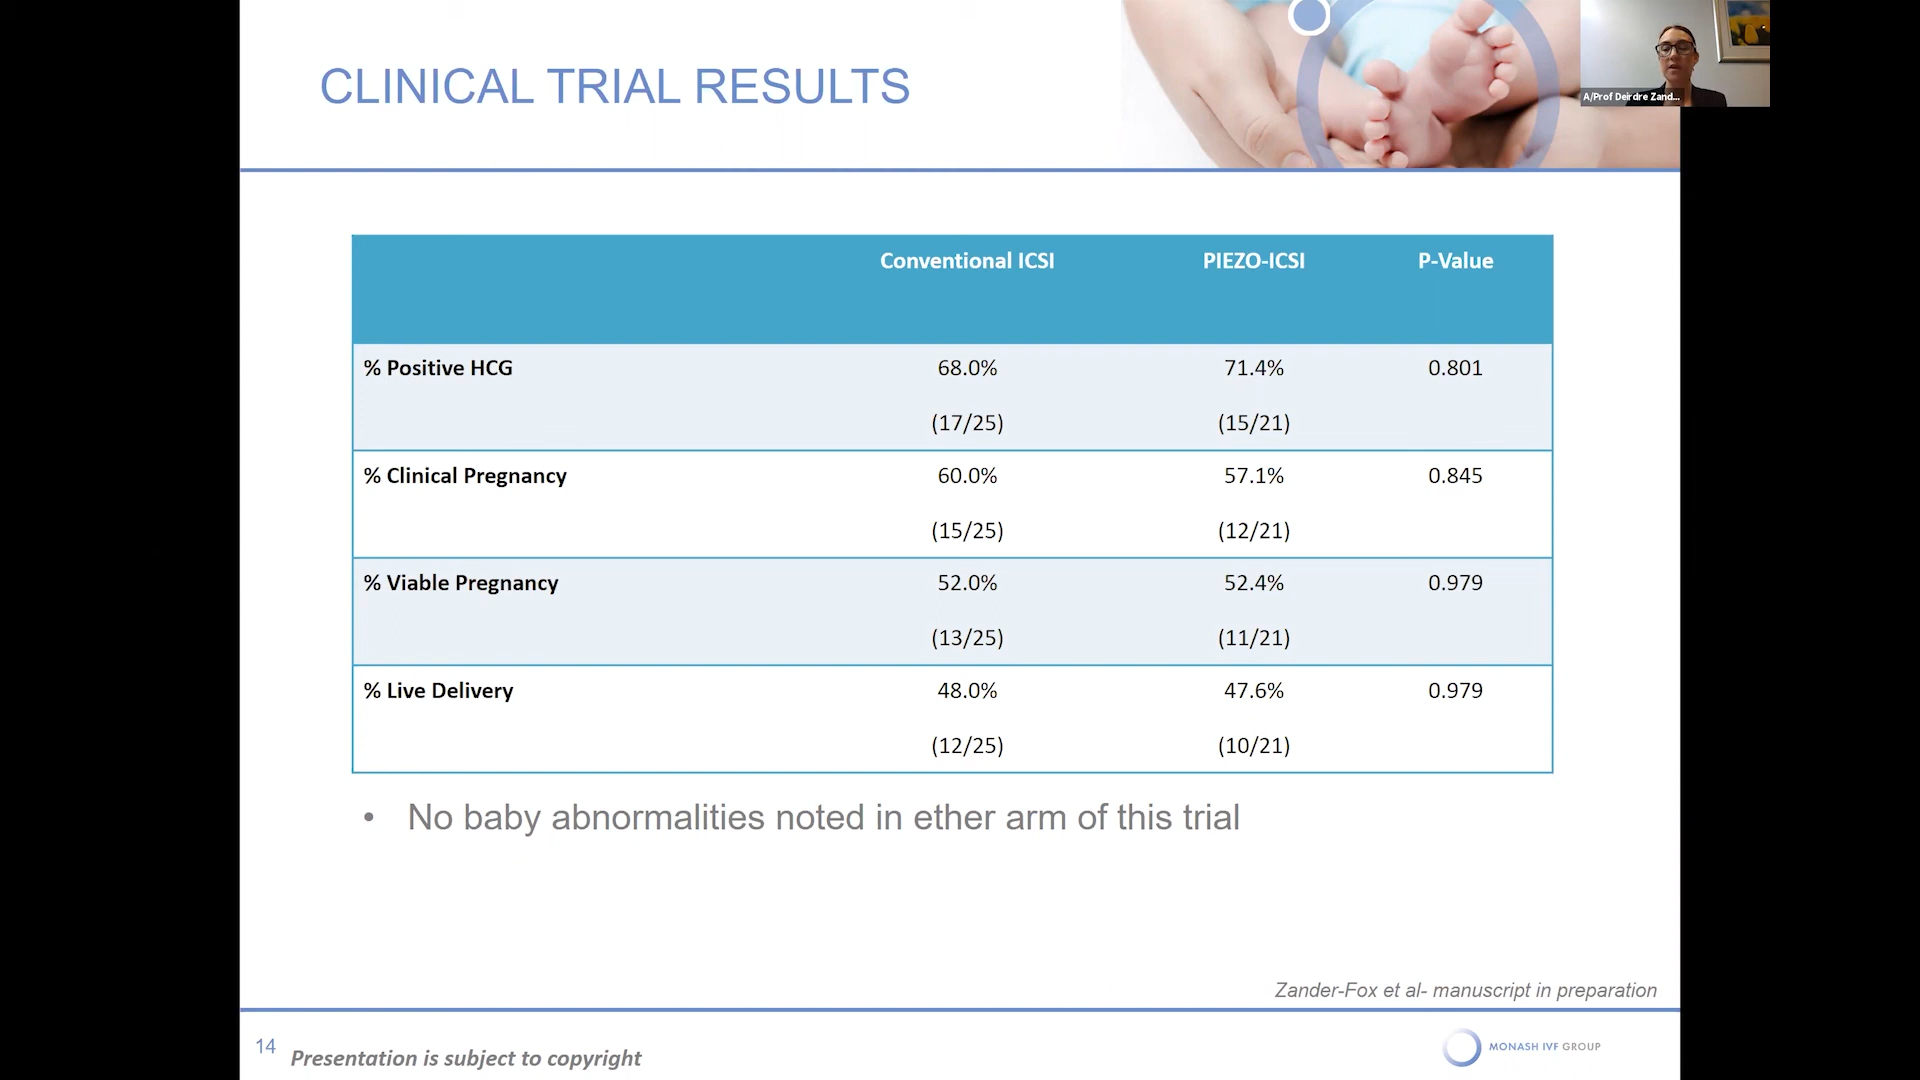 CLINICAL TRIAL RESULTS
A/Prof Deirdre Zand...
Conventional ICSI PIEZO-ICSI P-Value
% Positive HCG 68.0% 71.4% 0.801
(17/25) (15/21)
% Clinical Pregnancy 60.0% 57.1% 0.845
(15/25) (12/21)
% Viable Pregnancy 52.0% 52.4% 0.979
(13/25) (11/21)
% Live Delivery 48.0% 47.6% 0.979
(12/25) (10/21)
• No baby abnormalities noted in ether arm of this trial
Zander-Fox et al- manuscript in preparation
14 Presentation is subject to copyright
MONASH IVF GROUP